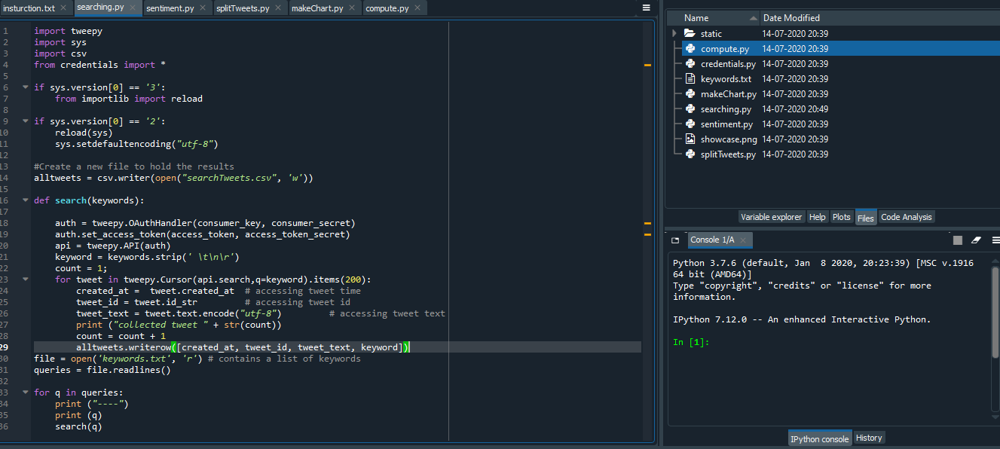 insturction.txt
searching.py
sentiment.py
splitTweets.py
makeChart.py
compute.py
1 import tweepy
2 import sys
3 import csv
4 from credentials import *
5
6 if sys.version[0] == '3':
7     from importlib import reload
8
9 if sys.version[0] == '2':
10     reload(sys)
11     sys.setdefaultencoding("utf-8")
12
13 #Create a new file to hold the results
14 alltweets = csv.writer(open("searchTweets.csv", 'w'))
15
16 def search(keywords):
17
18     auth = tweepy.OAuthHandler(consumer_key, consumer_secret)
19     auth.set_access_token(access_token, access_token_secret)
20     api = tweepy.API(auth)
21     keyword = keywords.strip(' \t\n\r')
22     count = 1;
23     for tweet in tweepy.Cursor(api.search,q=keyword).items(200):
24         created_at =  tweet.created_at  # accessing tweet time
25         tweet_id = tweet.id_str         # accessing tweet id
26         tweet_text = tweet.text.encode("utf-8")         # accessing tweet text
27         print ("collected tweet " + str(count))
28         count = count + 1
29         alltweets.writerow([created_at, tweet_id, tweet_text, keyword])
30 file = open('keywords.txt', 'r') # contains a list of keywords
31 queries = file.readlines()
32
33 for q in queries:
34     print ("----")
35     print (q)
36     search(q)
Name Date Modified
static 14-07-2020 20:39
compute.py 14-07-2020 20:39
credentials.py 14-07-2020 20:39
keywords.txt 14-07-2020 20:39
makeChart.py 14-07-2020 20:39
searching.py 14-07-2020 20:49
sentiment.py 14-07-2020 20:39
showcase.png 14-07-2020 20:39
splitTweets.py 14-07-2020 20:39
Variable explorer Help Plots Files Code Analysis
Console 1/A
Python 3.7.6 (default, Jan  8 2020, 20:23:39) [MSC v.1916
64 bit (AMD64)]
Type "copyright", "credits" or "license" for more
information.
IPython 7.12.0 -- An enhanced Interactive Python.
In [1]:
IPython console History